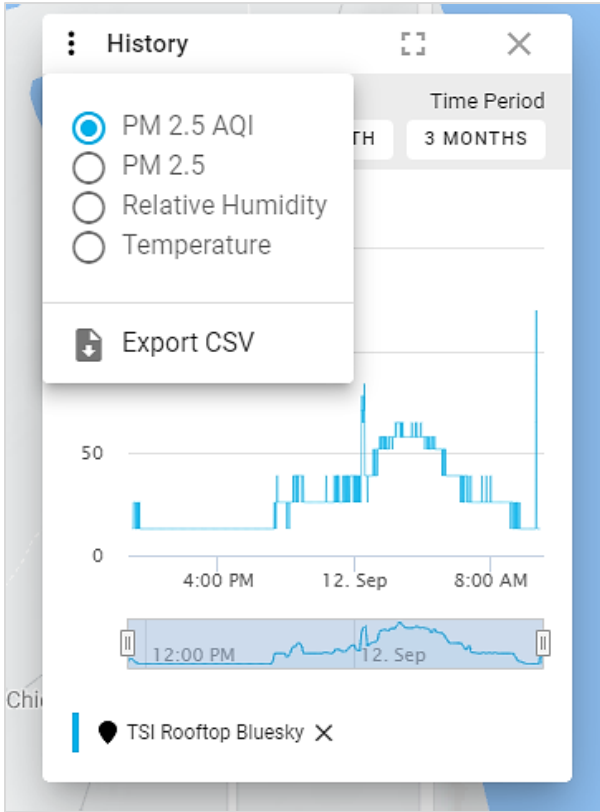 History
Time Period
TH
3 MONTHS
PM 2.5 AQI
PM 2.5
Relative Humidity
Temperature
Export CSV
50
0
4:00 PM
12. Sep
8:00 AM
12:00 PM
12. Sep
Chi
TSI Rooftop Bluesky